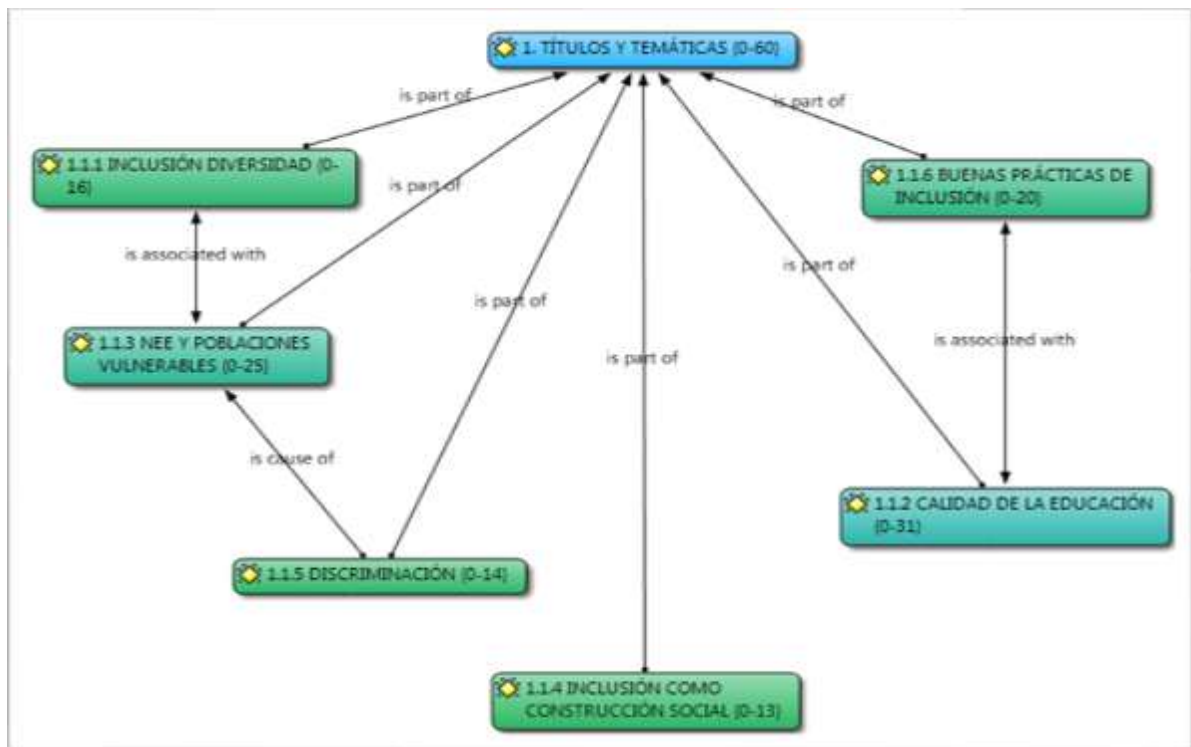 1. TÍTULOS Y TEMÁTICAS (0-60)
is part of
is part of
1.1.1 INCLUSIÓN DIVERSIDAD (0-
16)
1.1.6 BUENAS PRÁCTICAS DE
INCLUSIÓN (0-20)
is part of
is associated with
is part of
is part of
1.1.3 NEE Y POBLACIONES
VULNERABLES (0-25)
is part of
is associated with
is cause of
1.1.2 CALIDAD DE LA EDUCACIÓN
(0-31)
1.1.5 DISCRIMINACIÓN (0-14)
1.1.4 INCLUSIÓN COMO
CONSTRUCCIÓN SOCIAL (0-13)